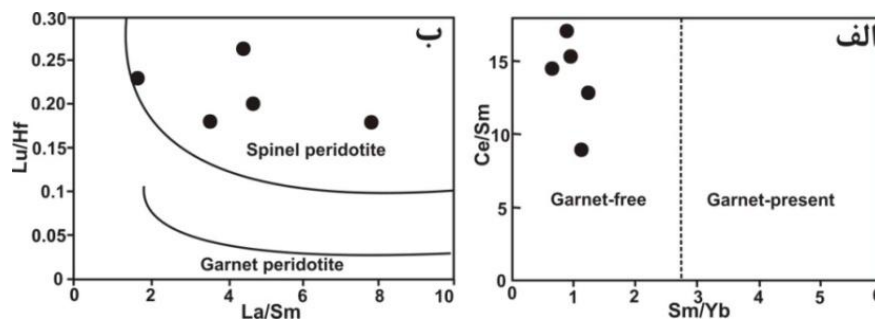 ب
0.30
0.25
0.20
0.15
0.1
0.05
0
Lu/Hf
Spinel peridotite
Garnet peridotite
0
2
4
6
8
10
La/Sm
الف
15
10
5
0
Ce/Sm
Garnet-free
Garnet-present
0
1
2
3
4
5
6
Sm/Yb